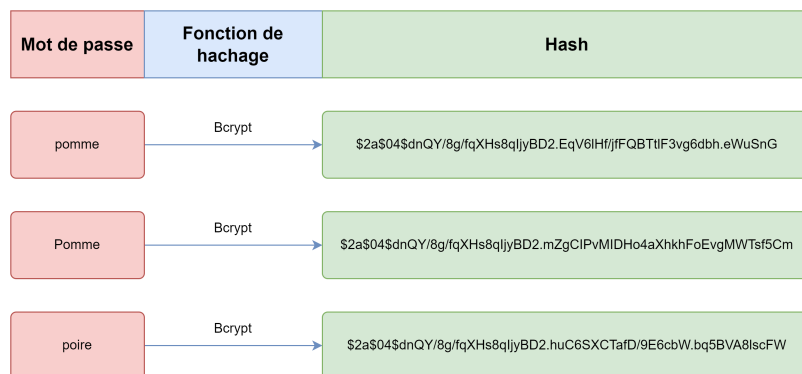 Mot de passe
Fonction de
hachage
Hash
pomme
Bcrypt
$2a$04$dnQY/8g/fqXHs8qIjyBD2.EqV6lHf/jfFQBTtIF3vg6dbh.eWuSnG
Pomme
Bcrypt
$2a$04$dnQY/8g/fqXHs8qIjyBD2.mZgCIPvMIDHo4aXhkhFoEvgMWTsf5Cm
poire
Bcrypt
$2a$04$dnQY/8g/fqXHs8qIjyBD2.huC6SXCTafD/9E6cbW.bq5BVA8lscFW